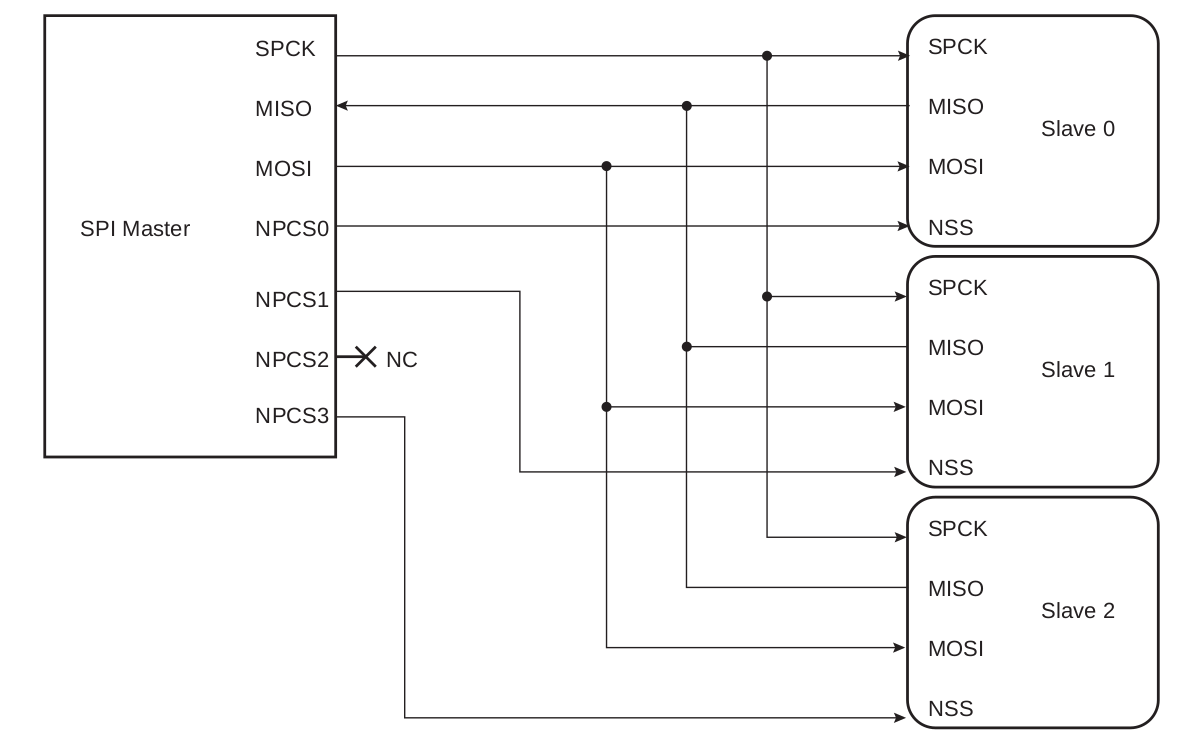 SPI Master
SPCK
MISO
MOSI
NPCS0
NPCS1
NPCS2
NC
NPCS3
SPCK
MISO
Slave 0
MOSI
NSS
SPCK
MISO
Slave 1
MOSI
NSS
SPCK
MISO
Slave 2
MOSI
NSS